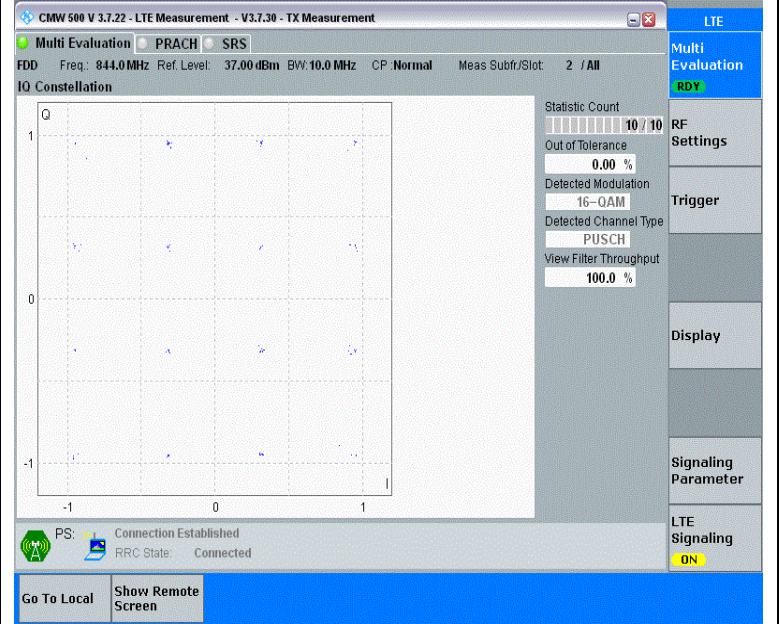 CMW 500 V 3.7.22 - LTE Measurement - V3.7.30 - TX Measurement
LTE
Multi Evaluation PRACH SRS
Multi
Evaluation
RDY
FDD Freq.: 844.0 MHz Ref. Level: 37.00 dBm BW: 10.0 MHz CP :Normal Meas Subfr./Slot: 2 / All
IQ Constellation
Q
1
0
-1
I
-1 0 1
Statistic Count
10 / 10
Out of Tolerance
0.00 %
Detected Modulation
16-QAM
Detected Channel Type
PUSCH
View Filter Throughput
100.0 %
RF
Settings
Trigger
Display
Signaling
Parameter
LTE
Signaling
ON
PS: Connection Established
RRC State: Connected
Go To Local
Show Remote
Screen